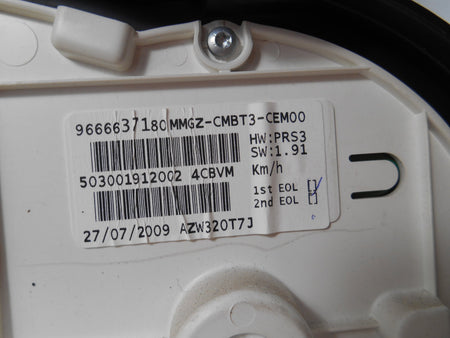 9666637180 MMGZ-CMBT3-CEM00
HW:PRS3
SW:1.91
503001912002 4CBVM
Km/h
1st EOL []
2nd EOL []
27/07/2009 AZW320T7J